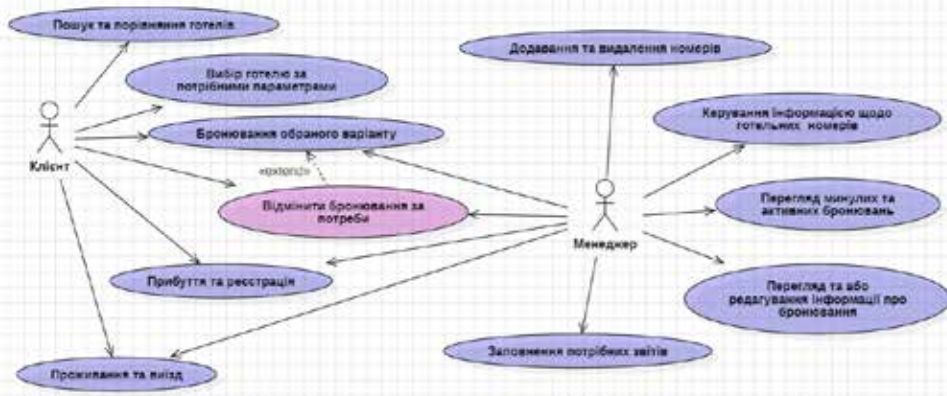 Пошук та порівняння готелів
Вибір готелю за
потрібними параметрами
Бронювання обраного варіанту
Клієнт
«extend»
Відмінити бронювання за
потреби
Прибуття та реєстрація
Проживання та виїзд
Додавання та видалення номерів
Керування інформацією щодо
готельних номерів
Перегляд минулих та
активних бронювань
Менеджер
Перегляд та або
редагування інформації про
бронювання
Заповнення потрібних звітів